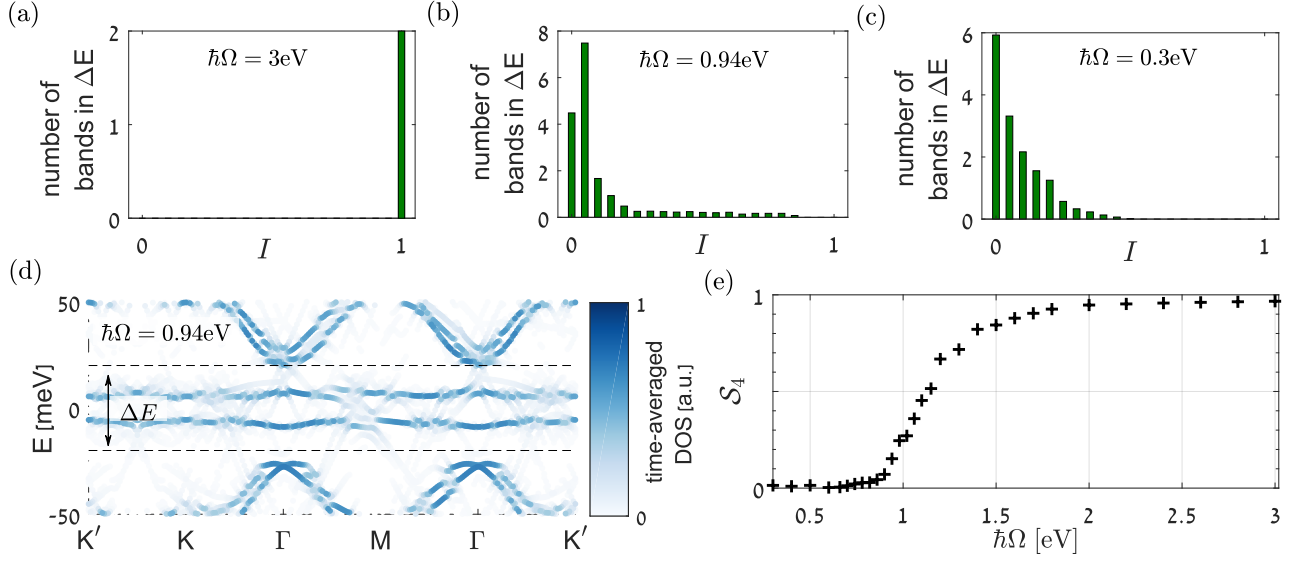 (a)
number of
bands in ΔE
2
1
0
ħΩ = 3eV
0
I
1
(b)
number of
bands in ΔE
8
6
4
2
0
ħΩ = 0.94eV
0
I
1
(c)
number of
bands in ΔE
6
4
2
0
ħΩ = 0.3eV
0
I
1
(d)
E [meV]
50
0
-50
ħΩ = 0.94eV
ΔE
K′ K Γ M Γ K′
1
0
time-averaged
DOS [a.u.]
(e)
𝒮₄
1
0
0.5 1 1.5 2 2.5 3
ħΩ [eV]